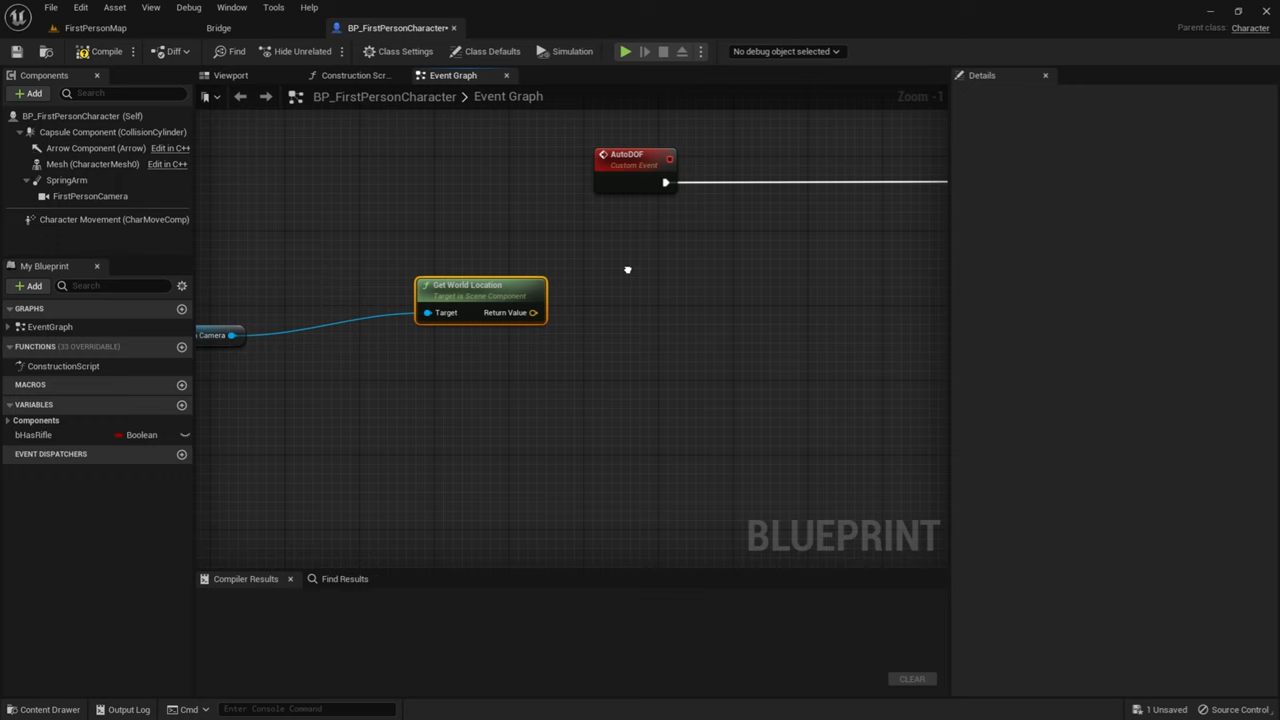 File Edit Asset View Debug Window Tools Help
FirstPersonMap Bridge BP_FirstPersonCharacter• Parent class: Character
Compile Diff Find Hide Unrelated Class Settings Class Defaults Simulation No debug object selected
Components Viewport Construction Scr... Event Graph Details
Add Search BP_FirstPersonCharacter > Event Graph Zoom -1
BP_FirstPersonCharacter (Self)
Capsule Component (CollisionCylinder)
Arrow Component (Arrow) Edit in C++
Mesh (CharacterMesh0) Edit in C++
SpringArm
FirstPersonCamera
Character Movement (CharMoveComp)
AutoDOF
Custom Event
My Blueprint
Add Search
GRAPHS
EventGraph
FUNCTIONS (33 OVERRIDABLE)
ConstructionScript
MACROS
VARIABLES
Components
bHasRifle Boolean
EVENT DISPATCHERS
Get World Location
Target is Scene Component
Target Return Value
Camera
BLUEPRINT
Compiler Results Find Results
CLEAR
Content Drawer Output Log Cmd Enter Console Command 1 Unsaved Source Control